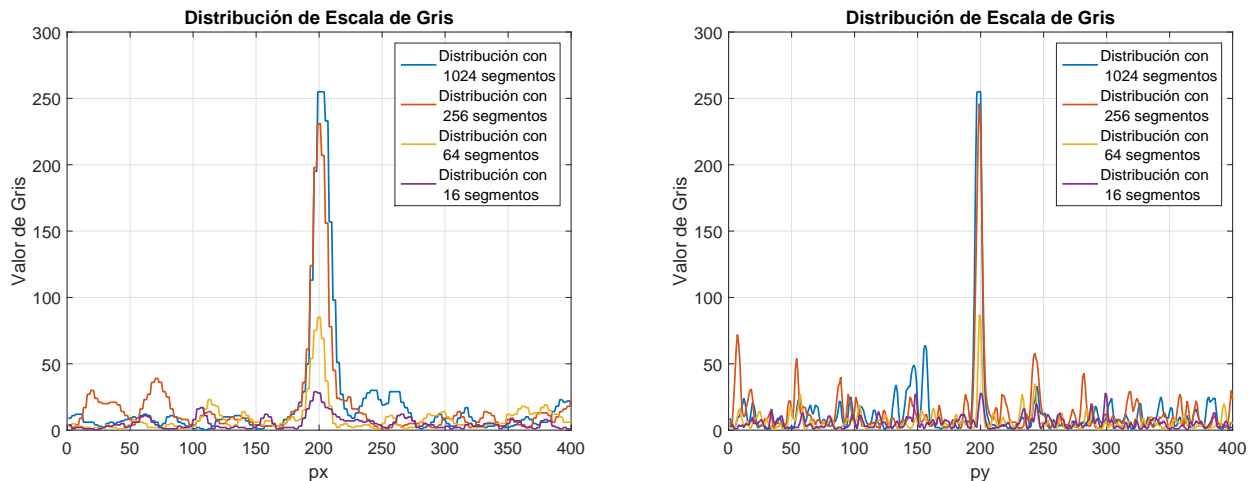 Distribución de Escala de Gris
300
250
200
150
100
50
0
Valor de Gris
0 50 100 150 200 250 300 350 400
px
Distribución con
1024 segmentos
Distribución con
256 segmentos
Distribución con
64 segmentos
Distribución con
16 segmentos
Distribución de Escala de Gris
300
250
200
150
100
50
0
Valor de Gris
0 50 100 150 200 250 300 350 400
py
Distribución con
1024 segmentos
Distribución con
256 segmentos
Distribución con
64 segmentos
Distribución con
16 segmentos